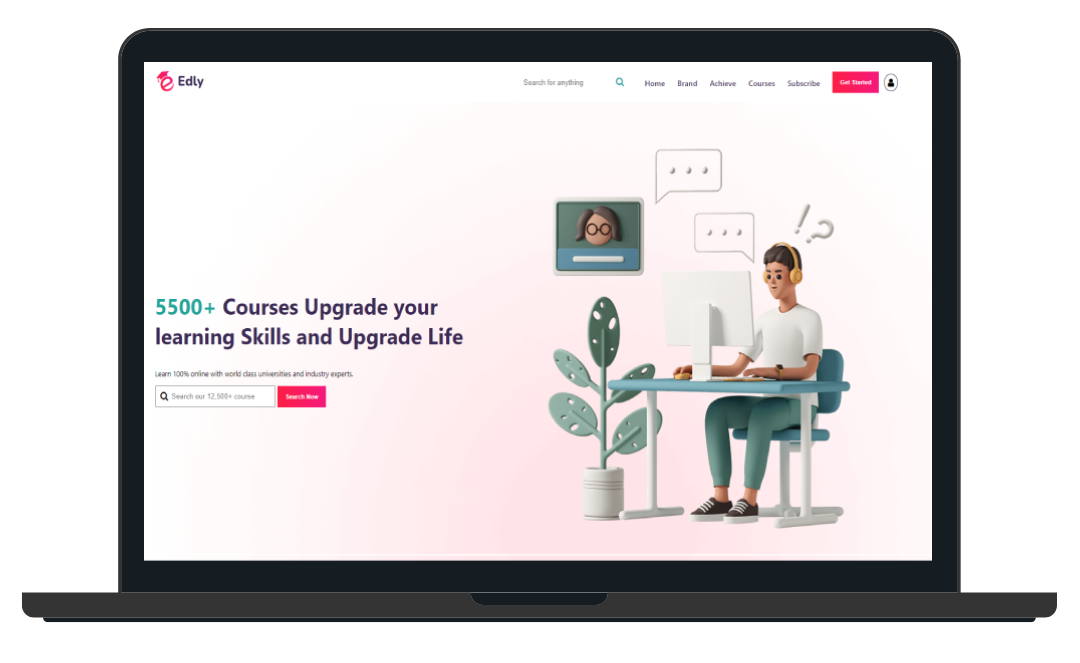 Edly
Search for anything
Home Brand Achieve Courses Subscribe Get Started
5500+ Courses Upgrade your
learning Skills and Upgrade Life
Learn 100% online with world class universities and industry experts.
Search our 12,500+ course
Search Now